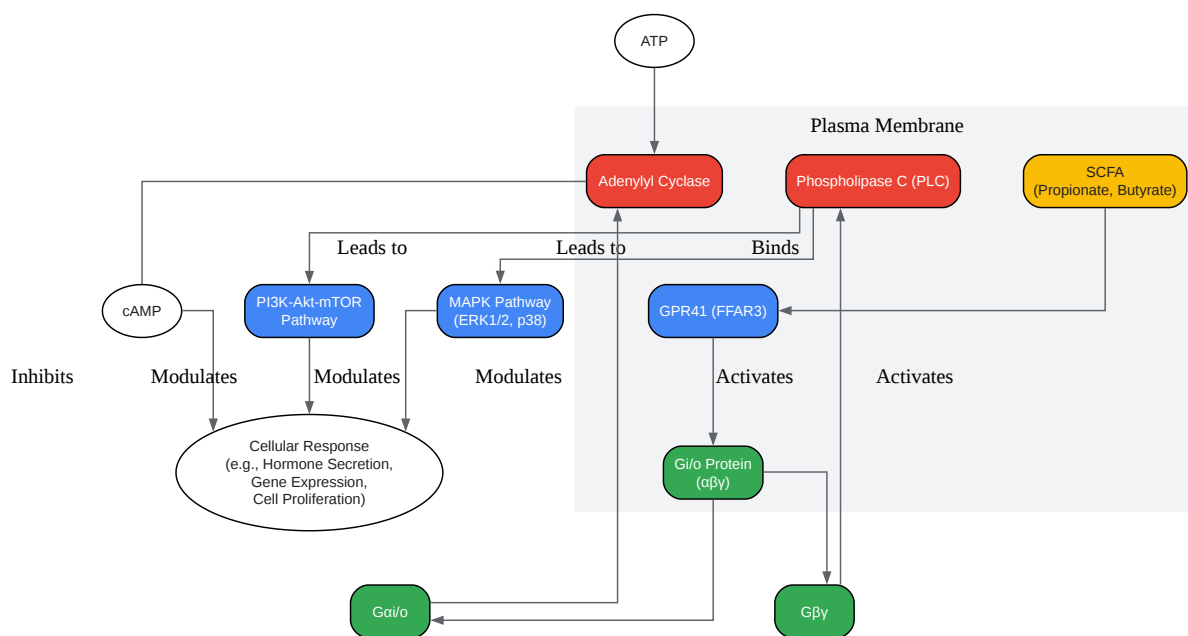 ATP
Plasma Membrane
Adenylyl Cyclase
Phospholipase C (PLC)
SCFA
(Propionate, Butyrate)
Leads to
Leads to
Binds
cAMP
PI3K-Akt-mTOR
Pathway
MAPK Pathway
(ERK1/2, p38)
GPR41 (FFAR3)
Inhibits
Modulates
Modulates
Modulates
Activates
Activates
Cellular Response
(e.g., Hormone Secretion,
Gene Expression,
Cell Proliferation)
Gi/o Protein
(αβγ)
Gαi/o
Gβγ